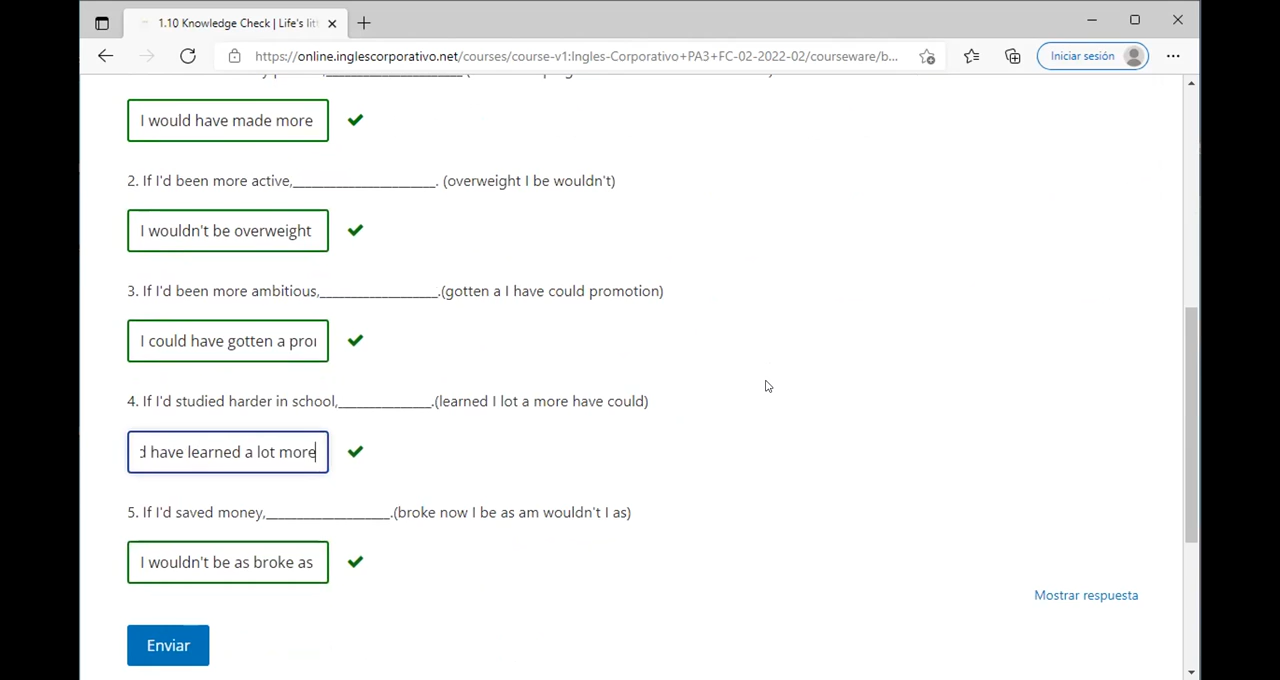 1.10 Knowledge Check | Life's litt
https://online.inglescorporativo.net/courses/course-v1:Ingles-Corporativo+PA3+FC-02-2022-02/courseware/b...
Iniciar sesión
I would have made more
2. If I'd been more active,______________________. (overweight I be wouldn't)
I wouldn't be overweight
3. If I'd been more ambitious,__________________.(gotten a I have could promotion)
I could have gotten a pro
4. If I'd studied harder in school,______________.(learned I lot a more have could)
d have learned a lot more
5. If I'd saved money,___________________.(broke now I be as am wouldn't I as)
I wouldn't be as broke as
Mostrar respuesta
Enviar